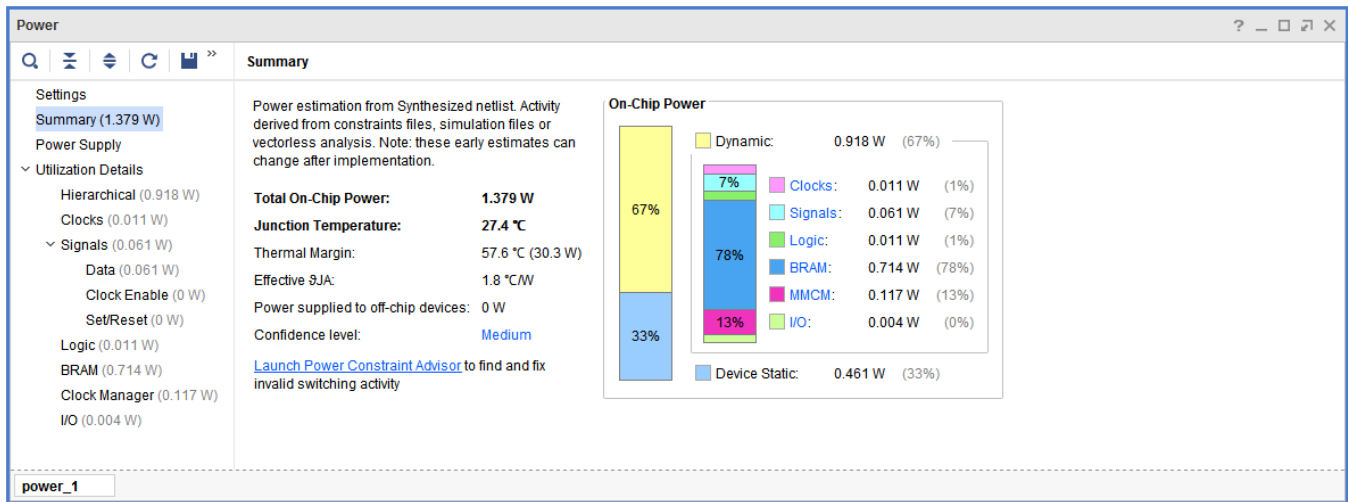 Power
? _ □ X
»
Summary
Settings
Summary (1.379 W)
Power Supply
Utilization Details
Hierarchical (0.918 W)
Clocks (0.011 W)
Signals (0.061 W)
Data (0.061 W)
Clock Enable (0 W)
Set/Reset (0 W)
Logic (0.011 W)
BRAM (0.714 W)
Clock Manager (0.117 W)
I/O (0.004 W)
Power estimation from Synthesized netlist. Activity
derived from constraints files, simulation files or
vectorless analysis. Note: these early estimates can
change after implementation.
Total On-Chip Power: 1.379 W
Junction Temperature: 27.4 °C
Thermal Margin: 57.6 °C (30.3 W)
Effective ϑJA: 1.8 °C/W
Power supplied to off-chip devices: 0 W
Confidence level: Medium
Launch Power Constraint Advisor to find and fix
invalid switching activity
On-Chip Power
67%
33%
Dynamic: 0.918 W (67%)
7%
78%
13%
Clocks: 0.011 W (1%)
Signals: 0.061 W (7%)
Logic: 0.011 W (1%)
BRAM: 0.714 W (78%)
MMCM: 0.117 W (13%)
I/O: 0.004 W (0%)
Device Static: 0.461 W (33%)
power_1